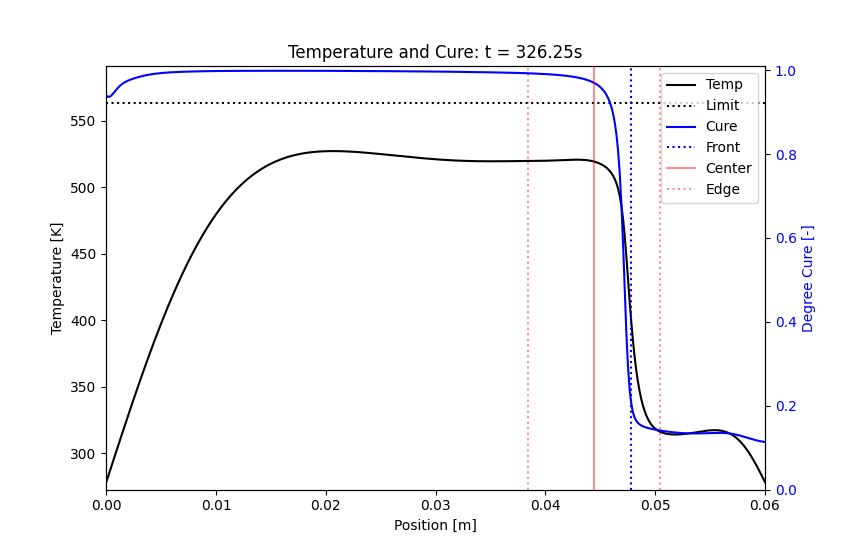 Temperature and Cure: t = 326.25s
Temperature [K]
550
500
450
400
350
300
1.0
0.8
0.6
0.4
0.2
0.0
Degree Cure [-]
Temp
Limit
Cure
Front
Center
Edge
0.00 0.01 0.02 0.03 0.04 0.05 0.06
Position [m]